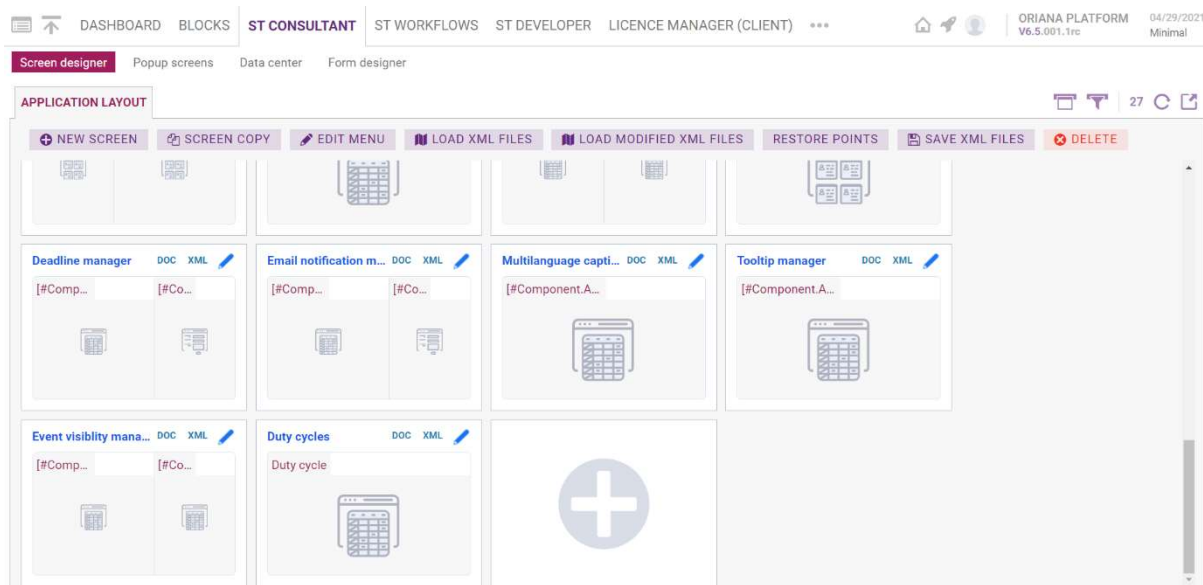 DASHBOARD BLOCKS ST CONSULTANT ST WORKFLOWS ST DEVELOPER LICENCE MANAGER (CLIENT) ORIANA PLATFORM 04/29/2021
V6.5.001.1rc Minimal
Screen designer Popup screens Data center Form designer
APPLICATION LAYOUT 27
NEW SCREEN SCREEN COPY EDIT MENU LOAD XML FILES LOAD MODIFIED XML FILES RESTORE POINTS SAVE XML FILES DELETE
Deadline manager DOC XML Email notification m... DOC XML Multilanguage capti... DOC XML Tooltip manager DOC XML
[#Comp... [#Co... [#Comp... [#Co... [#Component.A... [#Component.A...
Event visiblity mana... DOC XML Duty cycles DOC XML
[#Comp... [#Co... Duty cycle